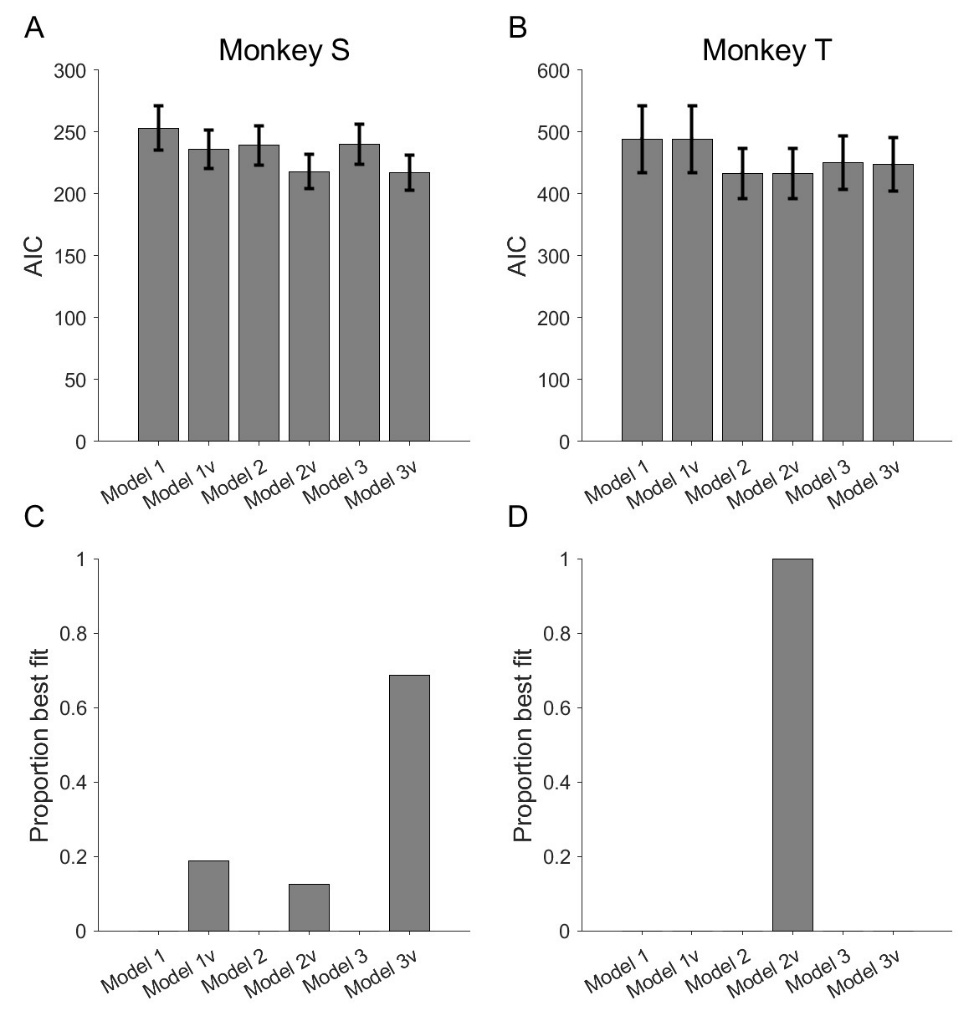 A
Monkey S
300
250
200
150
100
50
0
AIC
Model 1
Model 1v
Model 2
Model 2v
Model 3
Model 3v
B
Monkey T
600
500
400
300
200
100
0
AIC
Model 1
Model 1v
Model 2
Model 2v
Model 3
Model 3v
C
1
0.8
0.6
0.4
0.2
0
Proportion best fit
Model 1
Model 1v
Model 2
Model 2v
Model 3
Model 3v
D
1
0.8
0.6
0.4
0.2
0
Proportion best fit
Model 1
Model 1v
Model 2
Model 2v
Model 3
Model 3v